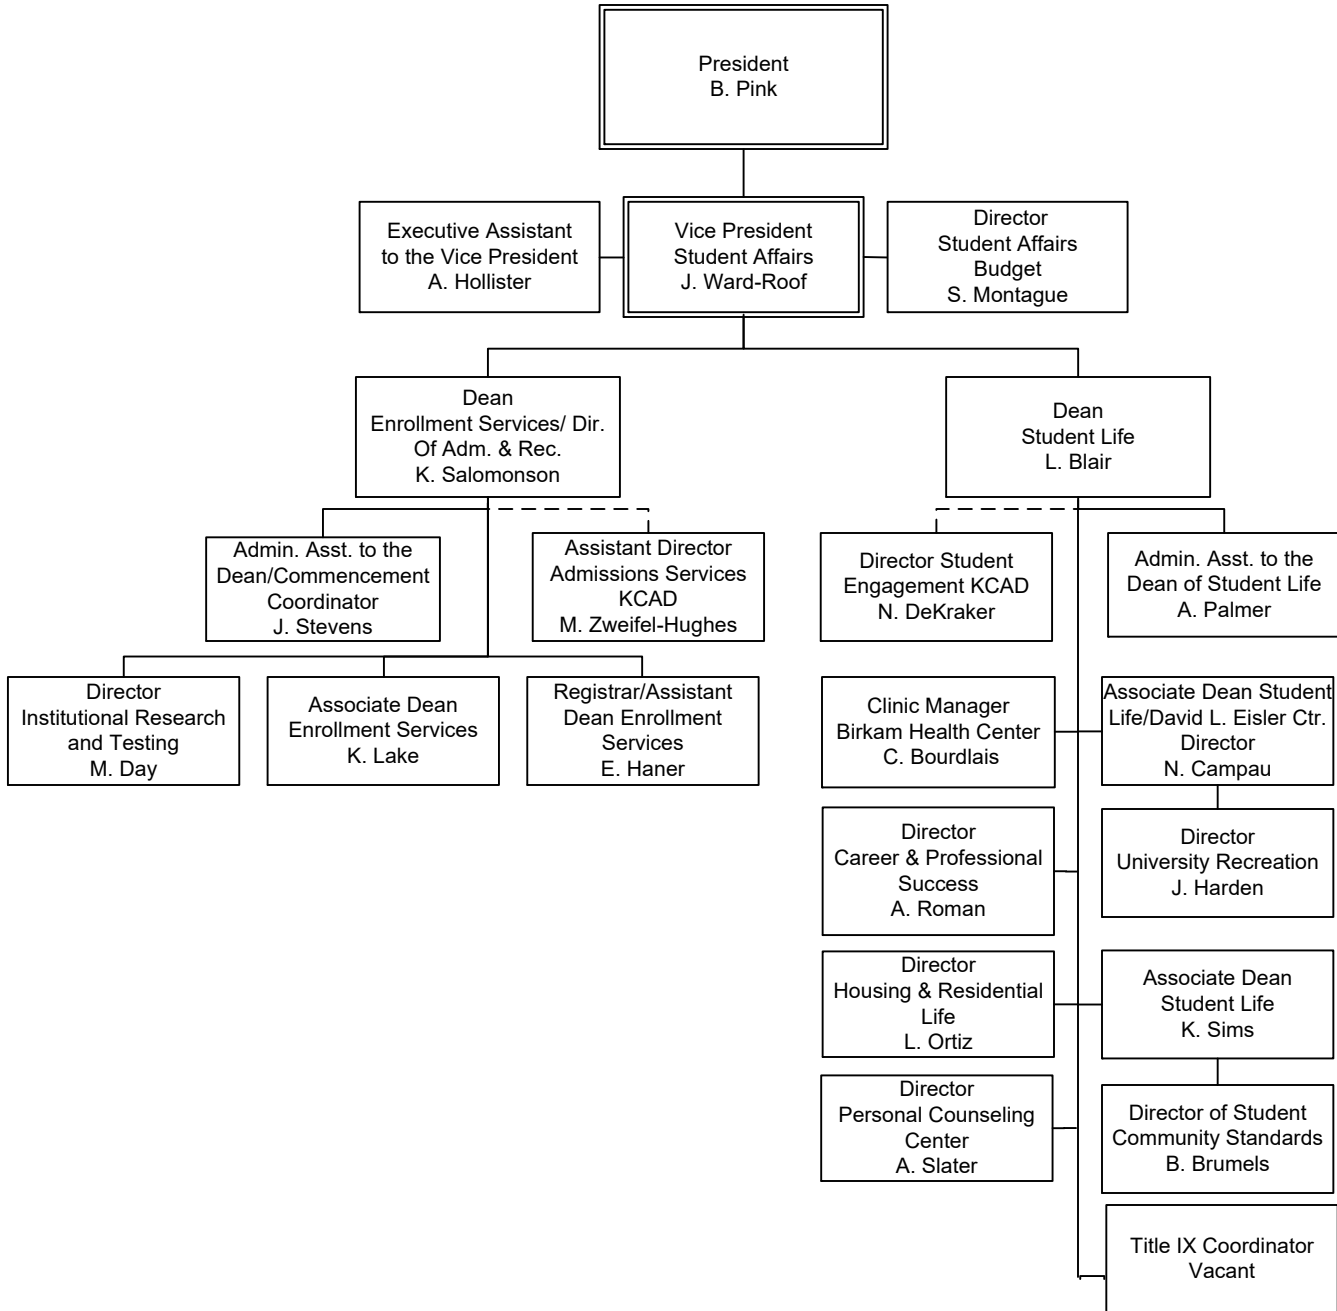 President
B. Pink
Executive Assistant
to the Vice President
A. Hollister
Vice President
Student Affairs
J. Ward-Roof
Director
Student Affairs
Budget
S. Montague
Dean
Enrollment Services/ Dir.
Of Adm. & Rec.
K. Salomonson
Dean
Student Life
L. Blair
Admin. Asst. to the
Dean/Commencement
Coordinator
J. Stevens
Assistant Director
Admissions Services
KCAD
M. Zweifel-Hughes
Director Student
Engagement KCAD
N. DeKraker
Admin. Asst. to the
Dean of Student Life
A. Palmer
Director
Institutional Research
and Testing
M. Day
Associate Dean
Enrollment Services
K. Lake
Registrar/Assistant
Dean Enrollment
Services
E. Haner
Clinic Manager
Birkam Health Center
C. Bourdlais
Associate Dean Student
Life/David L. Eisler Ctr.
Director
N. Campau
Director
Career & Professional
Success
A. Roman
Director
University Recreation
J. Harden
Director
Housing & Residential
Life
L. Ortiz
Associate Dean
Student Life
K. Sims
Director
Personal Counseling
Center
A. Slater
Director of Student
Community Standards
B. Brumels
Title IX Coordinator
Vacant